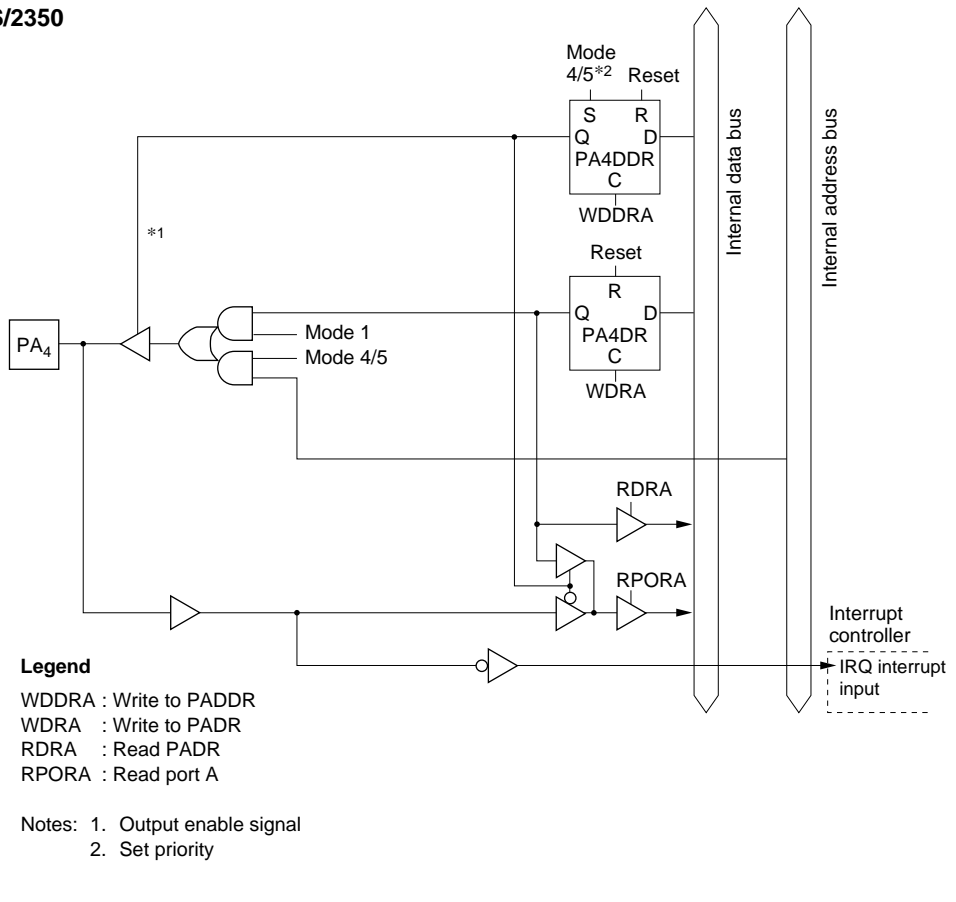 S/2350
Mode
4/5*2
Reset
S R
Q D
PA4DDR
C
WDDRA
Internal data bus
Internal address bus
*1
Reset
R
Q D
PA4DR
C
WDRA
Mode 1
Mode 4/5
PA4
RDRA
RPORA
Interrupt
controller
IRQ interrupt
input
Legend
WDDRA : Write to PADDR
WDRA : Write to PADR
RDRA : Read PADR
RPORA : Read port A
Notes: 1. Output enable signal
2. Set priority